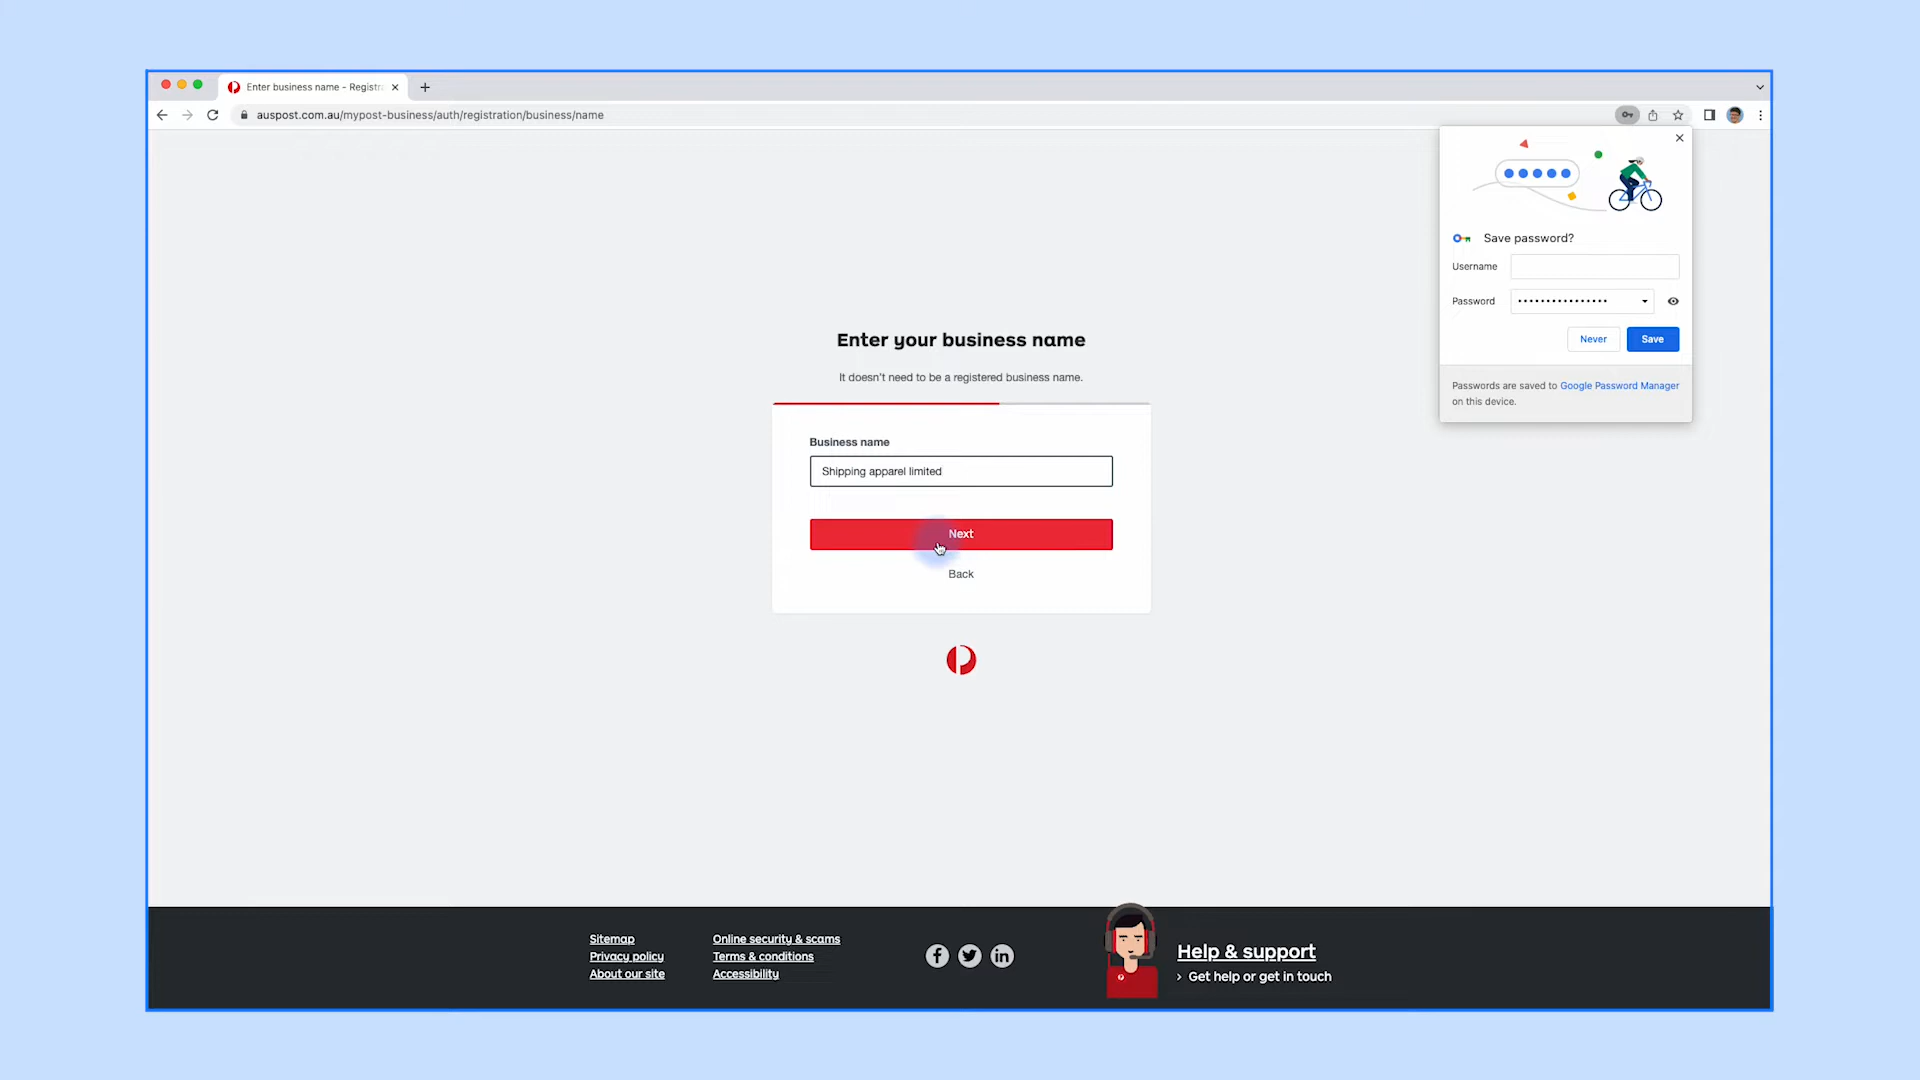 Enter business name - Registr
auspost.com.au/mypost-business/auth/registration/business/name
Save password?
Username
Password
Never
Save
Passwords are saved to Google Password Manager
on this device.
Enter your business name
It doesn't need to be a registered business name.
Business name
Shipping apparel limited
Next
Back
Sitemap
Privacy policy
About our site
Online security & scams
Terms & conditions
Accessibility
Help & support
Get help or get in touch